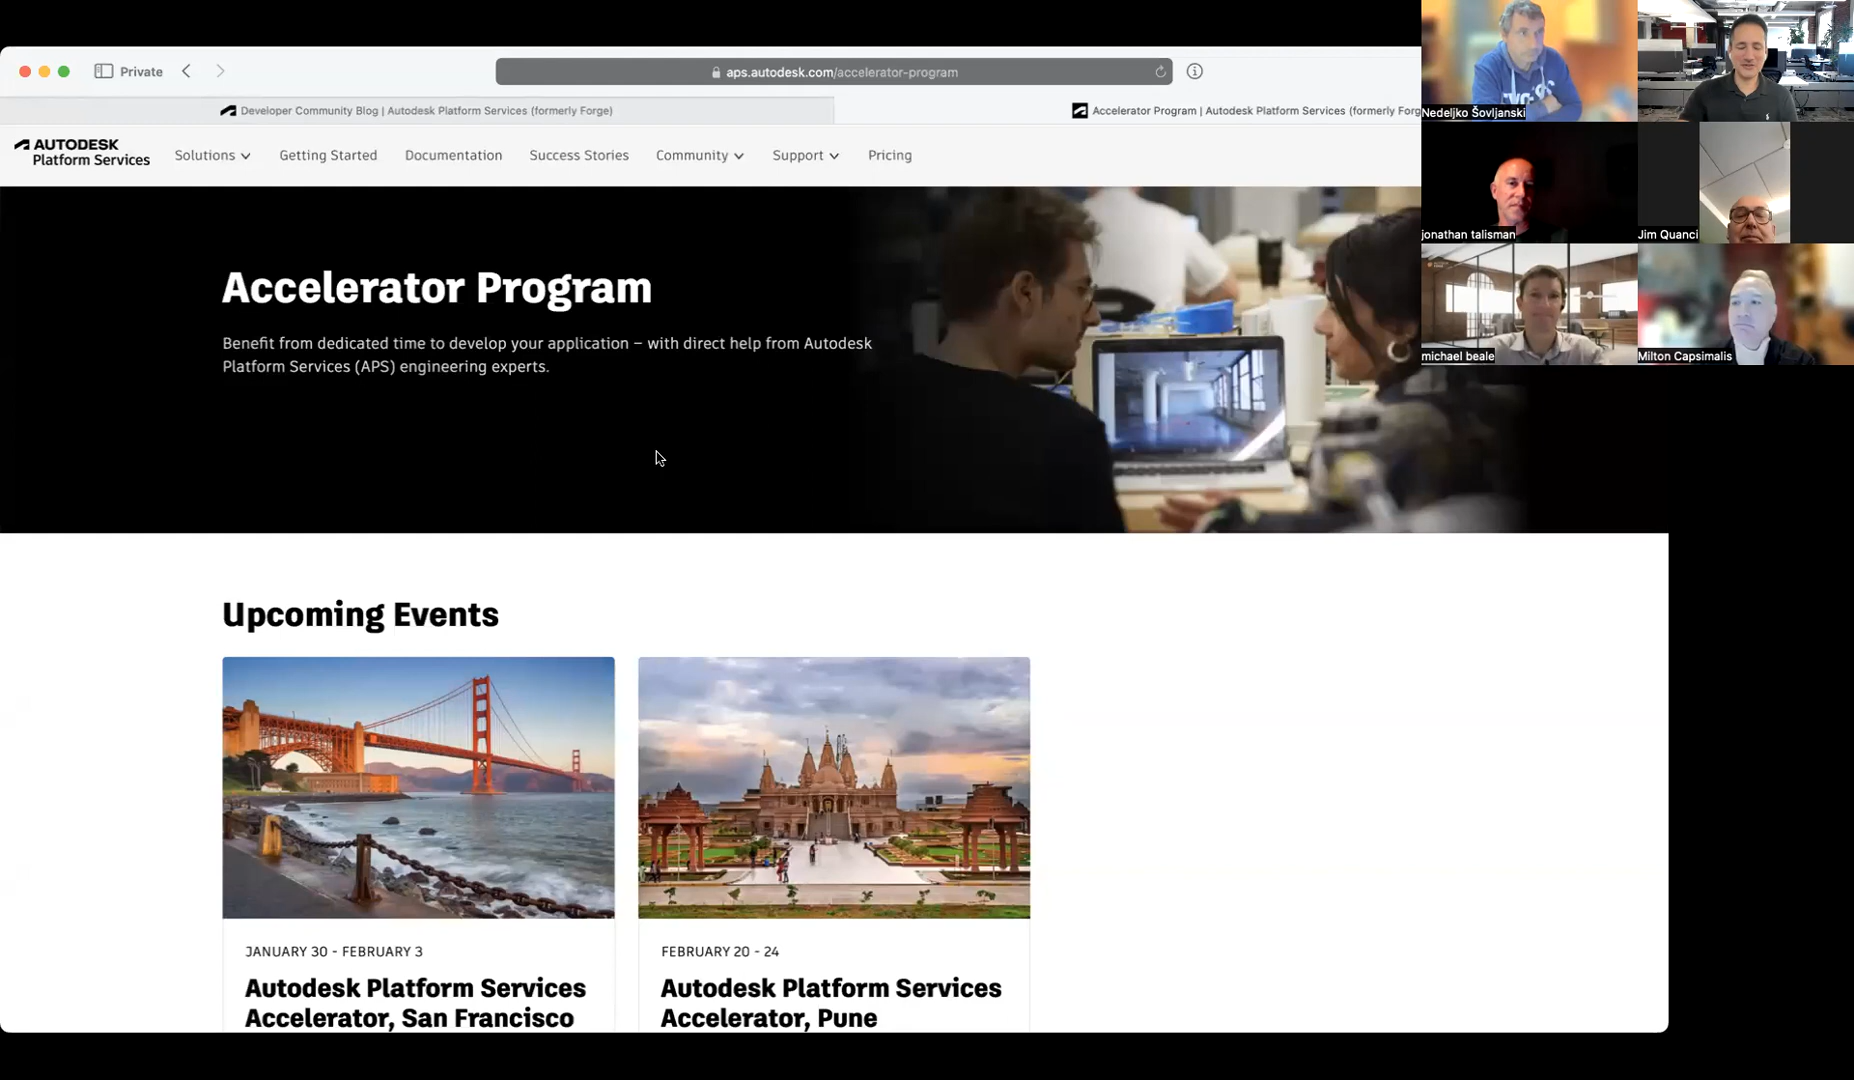 Private
aps.autodesk.com/accelerator-program
Developer Community Blog | Autodesk Platform Services (formerly Forge)
Accelerator Program | Autodesk Platform Services (formerly Forg
AUTODESK
Platform Services
Solutions
Getting Started
Documentation
Success Stories
Community
Support
Pricing
Accelerator Program
Benefit from dedicated time to develop your application – with direct help from Autodesk
Platform Services (APS) engineering experts.
Nedeljko Šovljanski
jonathan talisman
Jim Quanci
michael beale
Milton Capsimalis
Upcoming Events
JANUARY 30 - FEBRUARY 3
Autodesk Platform Services
Accelerator, San Francisco
FEBRUARY 20 - 24
Autodesk Platform Services
Accelerator, Pune